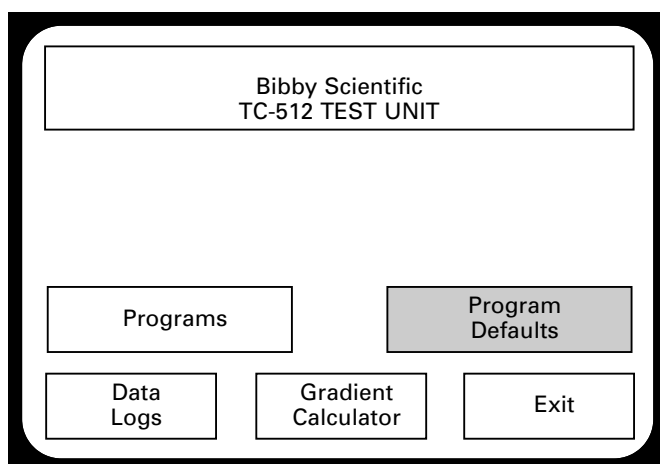 Bibby Scientific
TC-512 TEST UNIT
Programs
Program
Defaults
Data
Logs
Gradient
Calculator
Exit